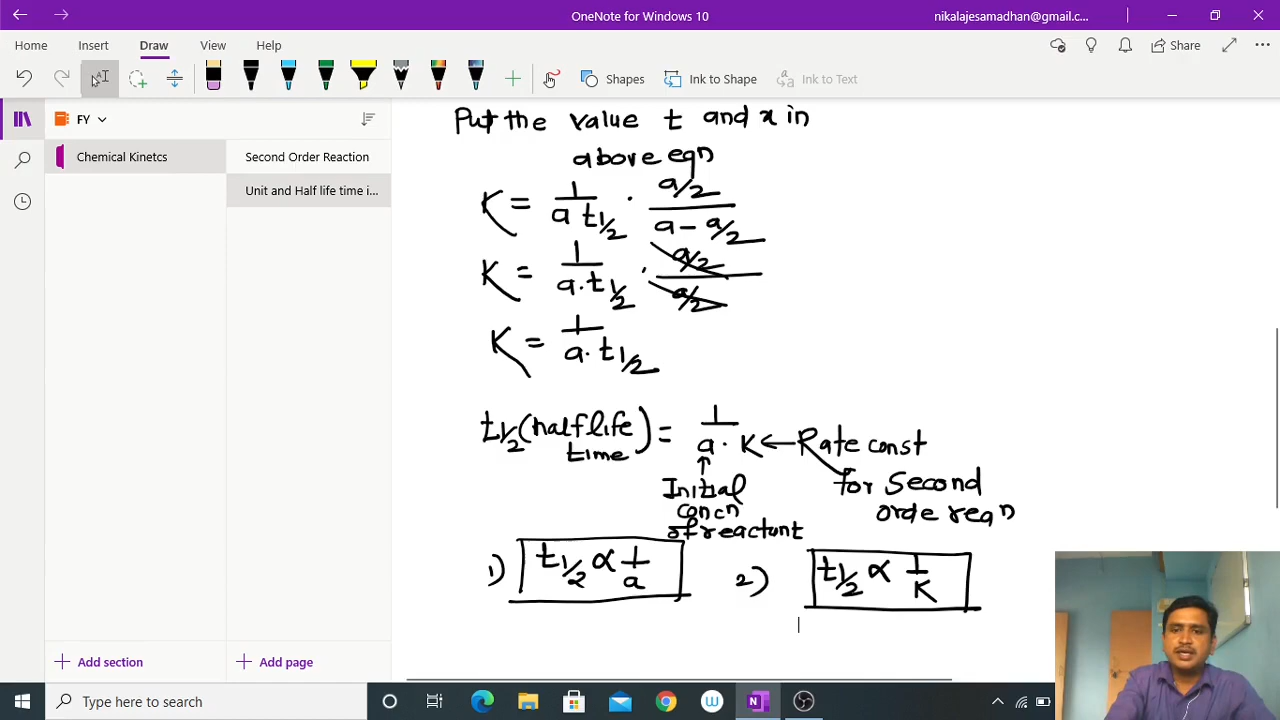 OneNote for Windows 10
nikalajesamadhan@gmail.c...
Home Insert Draw View Help
Share
Shapes Ink to Shape Ink to Text
FY
Chemical Kinetcs
Second Order Reaction
Unit and Half life time i...
Put the value t and x in
above eqn
K = 1/(a t1/2) · (a/2)/(a - a/2)
K = 1/(a · t1/2) · (a/2)/(a/2)
K = 1/(a · t1/2)
t1/2 (half life time) = 1/(a · K) ← Rate const
for Second
orde reqn
↑
Initial
concn
of reactant
1) t1/2 ∝ 1/a 2) t1/2 ∝ 1/K
Add section
Add page
Type here to search